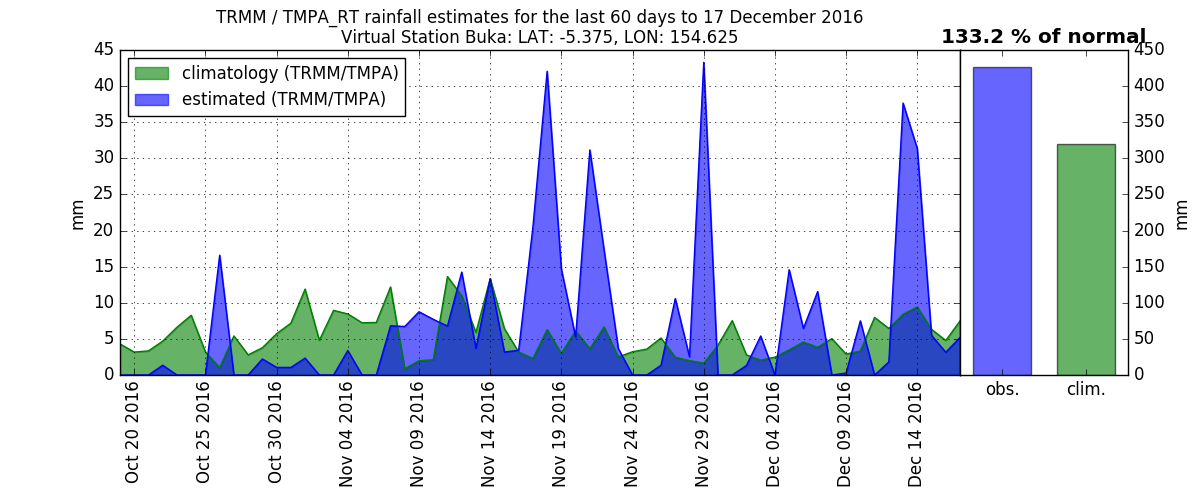 TRMM / TMPA_RT rainfall estimates for the last 60 days to 17 December 2016
Virtual Station Buka: LAT: -5.375, LON: 154.625
133.2 % of normal
climatology (TRMM/TMPA)
estimated (TRMM/TMPA)
45
40
35
30
25
20
15
10
5
0
mm
Oct 20 2016
Oct 25 2016
Oct 30 2016
Nov 04 2016
Nov 09 2016
Nov 14 2016
Nov 19 2016
Nov 24 2016
Nov 29 2016
Dec 04 2016
Dec 09 2016
Dec 14 2016
obs.
clim.
450
400
350
300
250
200
150
100
50
0
mm